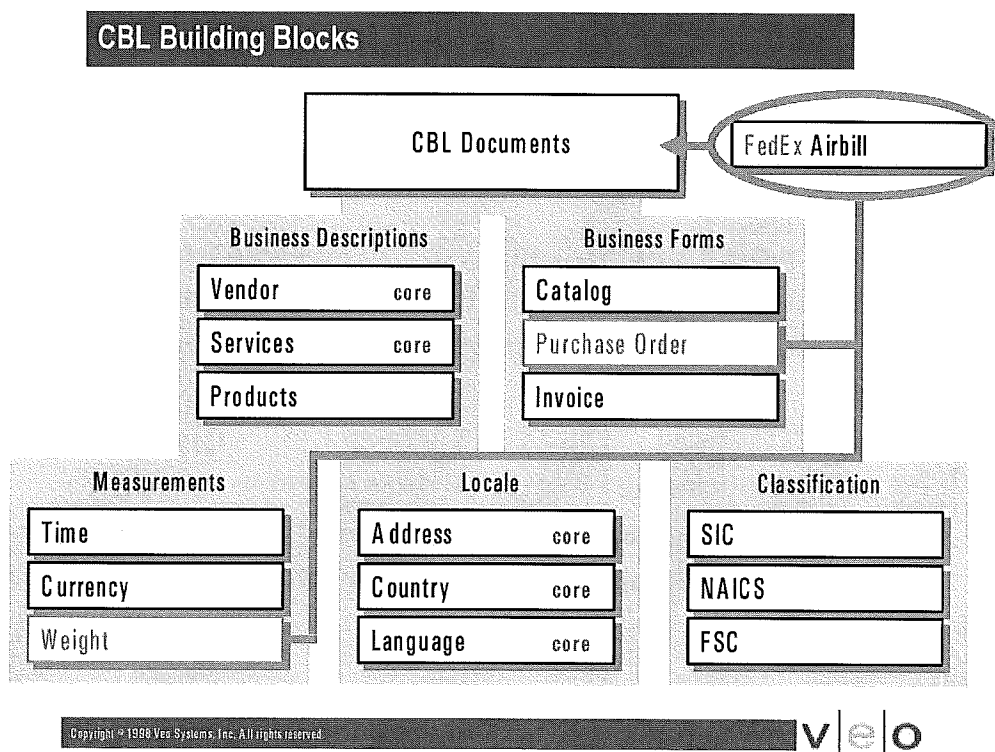 CBL Building Blocks
CBL Documents
FedEx Airbill
Business Descriptions
Vendor core
Services core
Products
Business Forms
Catalog
Purchase Order
Invoice
Measurements
Time
Currency
Weight
Locale
Address core
Country core
Language core
Classification
SIC
NAICS
FSC
Copyright © 1998 Veo Systems, Inc. All rights reserved
veo